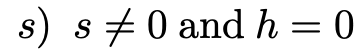 s) s ≠ 0 and h = 0